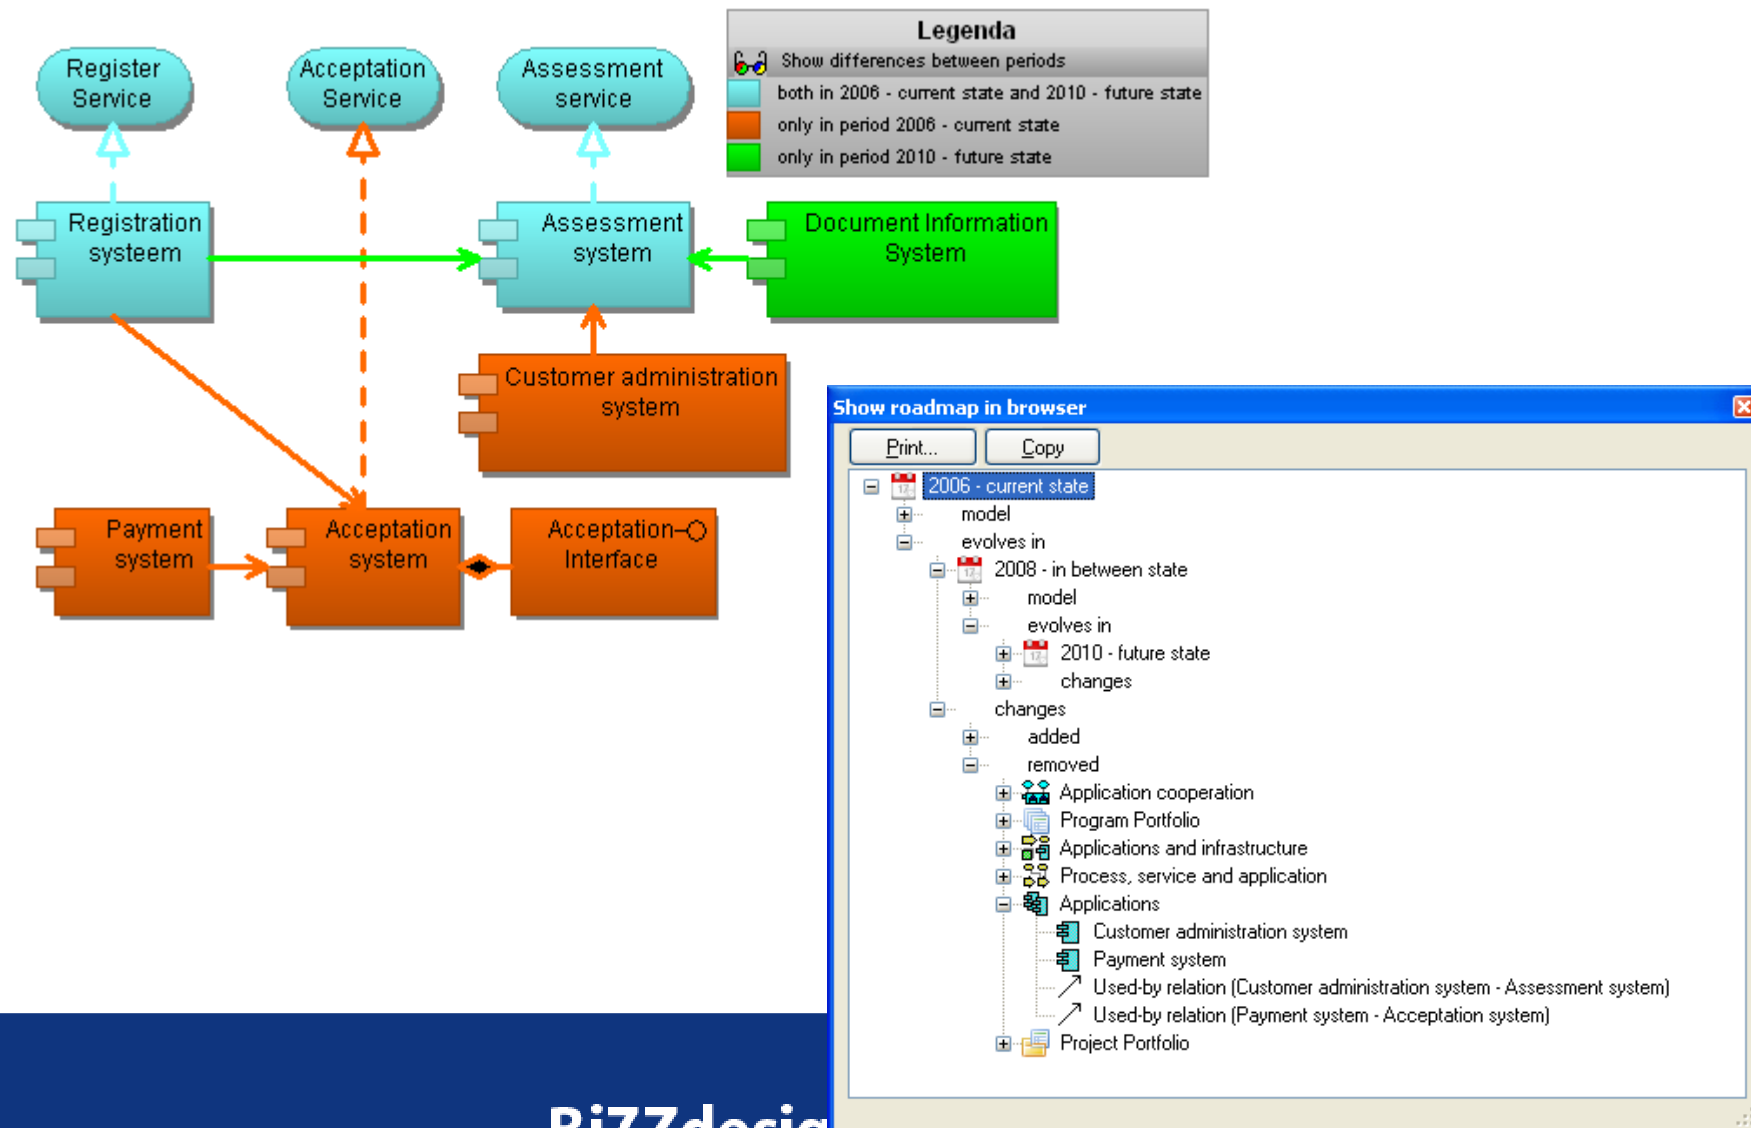 Legenda
Show differences between periods
both in 2006 - current state and 2010 - future state
only in period 2006 - current state
only in period 2010 - future state
Register
Service
Acceptation
Service
Assessment
service
Registration
systeem
Assessment
system
Document Information
System
Customer administration
system
Payment
system
Acceptation
system
Acceptation
Interface
Show roadmap in browser
Print...
Copy
2006 - current state
model
evolves in
2008 - in between state
model
evolves in
2010 - future state
changes
changes
added
removed
Application cooperation
Program Portfolio
Applications and infrastructure
Process, service and application
Applications
Customer administration system
Payment system
Used-by relation (Customer administration system - Assessment system)
Used-by relation (Payment system - Acceptation system)
Project Portfolio